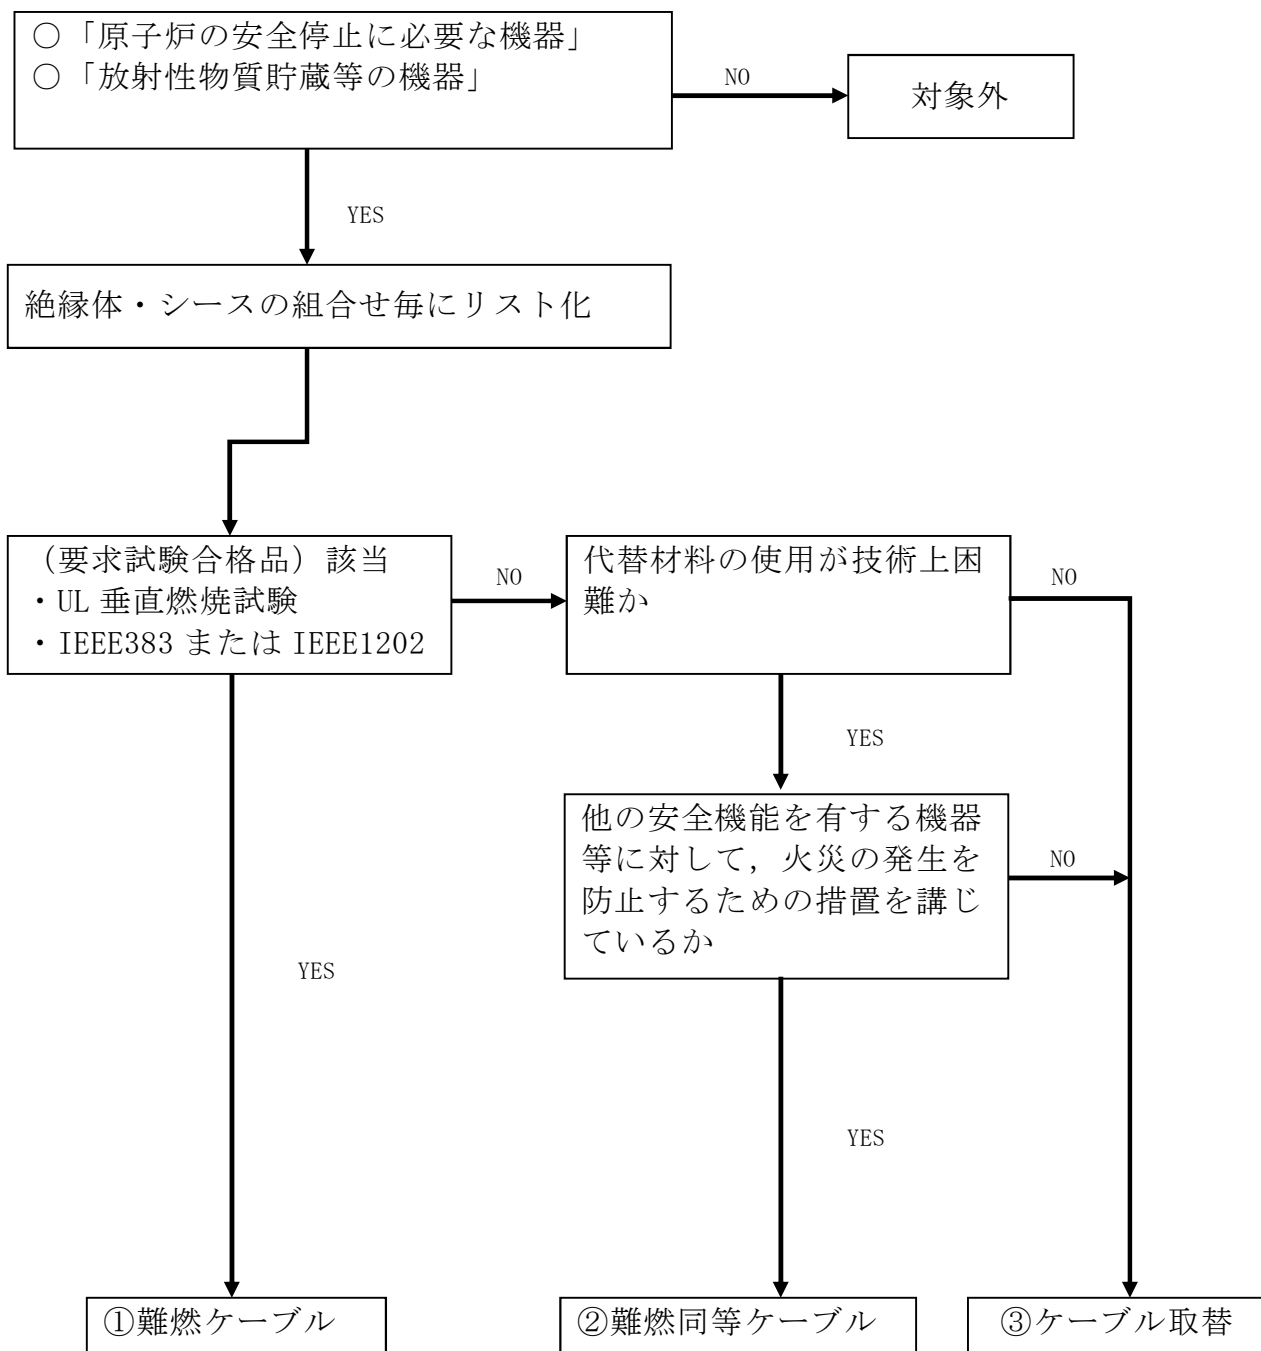 ○「原子炉の安全停止に必要な機器」
○「放射性物質貯蔵等の機器」
NO
対象外
YES
絶縁体・シースの組合せ毎にリスト化
（要求試験合格品）該当
・UL 垂直燃焼試験
・IEEE383 または IEEE1202
NO
代替材料の使用が技術上困
難か
NO
YES
他の安全機能を有する機器
等に対して，火災の発生を
防止するための措置を講じ
ているか
NO
YES
YES
①難燃ケーブル
②難燃同等ケーブル
③ケーブル取替